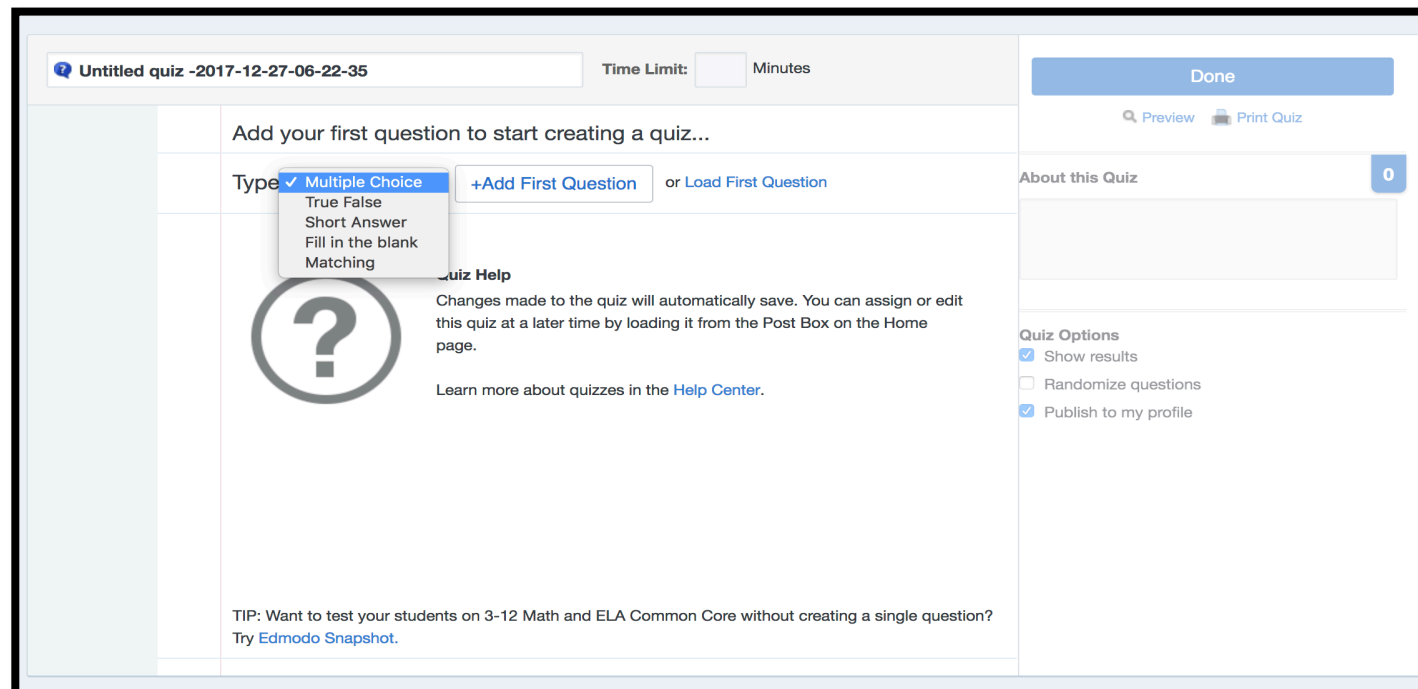 Untitled quiz -2017-12-27-06-22-35
Time Limit: Minutes
Done
Preview Print Quiz
Add your first question to start creating a quiz...
Type
Multiple Choice
True False
Short Answer
Fill in the blank
Matching
+Add First Question or Load First Question
About this Quiz
0
Quiz Help
Changes made to the quiz will automatically save. You can assign or edit
this quiz at a later time by loading it from the Post Box on the Home
page.
Learn more about quizzes in the Help Center.
Quiz Options
Show results
Randomize questions
Publish to my profile
TIP: Want to test your students on 3-12 Math and ELA Common Core without creating a single question?
Try Edmodo Snapshot.